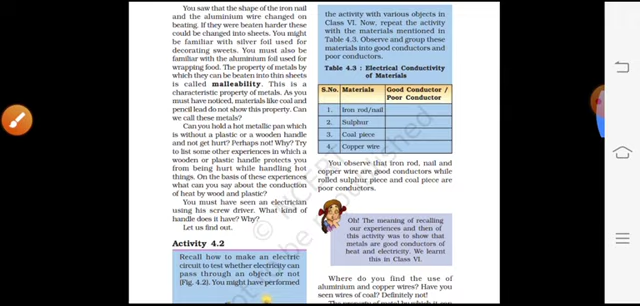 You saw that the shape of the iron nail
and the aluminium wire changed on
beating. If they were beaten harder these
could be changed into sheets. You might
be familiar with silver foil used for
decorating sweets. You must also be
familiar with the aluminium foil used for
wrapping food. The property of metals by
which they can be beaten into thin sheets
is called malleability. This is a
characteristic property of metals. As you
must have noticed, materials like coal and
pencil lead do not show this property. Can
we call these metals?
Can you hold a hot metallic pan which
is without a plastic or a wooden handle
and not get hurt? Perhaps not! Why? Try
to list some other experiences in which a
wooden or plastic handle protects you
from being hurt while handling hot
things. On the basis of these experiences
what can you say about the conduction
of heat by wood and plastic?
You must have seen an electrician
using his screw driver. What kind of
handle does it have? Why?
Let us find out.
Activity 4.2
Recall how to make an electric
circuit to test whether electricity can
pass through an object or not
(Fig. 4.2). You might have performed
the activity with various objects in
Class VI. Now, repeat the activity
with the materials mentioned in
Table 4.3. Observe and group these
materials into good conductors and
poor conductors.
Table 4.3 : Electrical Conductivity
of Materials
S.No. Materials Good Conductor /
Poor Conductor
1. Iron rod/nail
2. Sulphur
3. Coal piece
4. Copper wire
You observe that iron rod, nail and
copper wire are good conductors while
rolled sulphur piece and coal piece are
poor conductors.
Oh! The meaning of recalling
our experiences and then of
this activity was to show that
metals are good conductors of
heat and electricity. We learnt
this in Class VI.
Where do you find the use of
aluminium and copper wires? Have you
seen wires of coal? Definitely not!
The property of metal by which it can